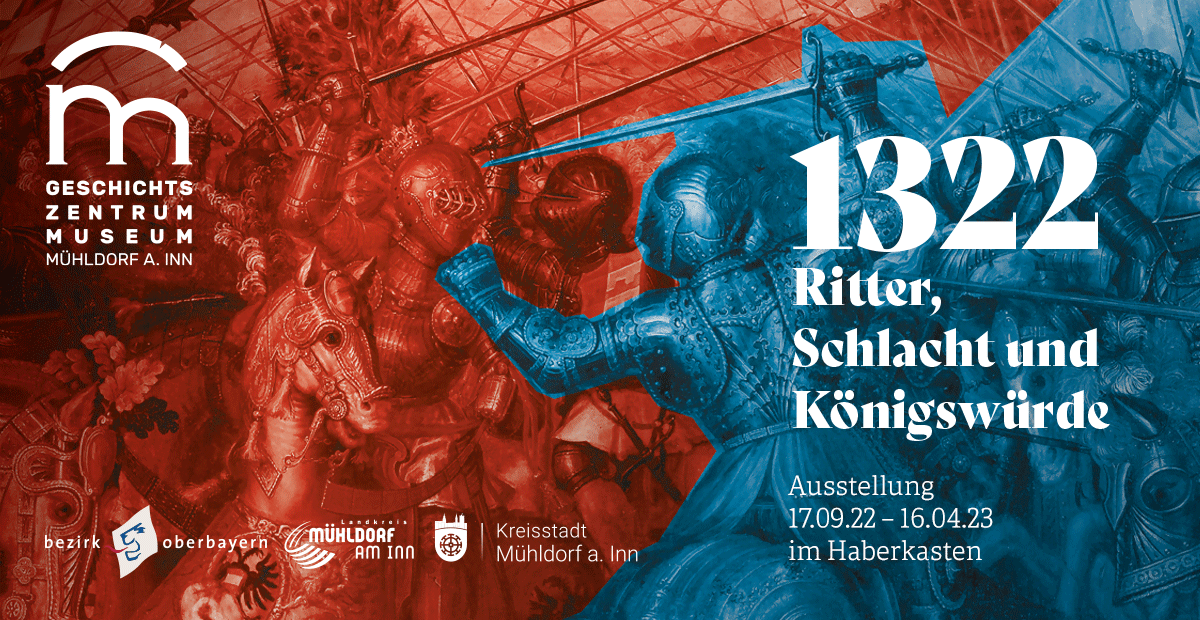 m
GESCHICHTS
ZENTRUM
MUSEUM
MÜHLDORF A. INN
1322
Ritter,
Schlacht und
Königswürde
Ausstellung
17.09.22 – 16.04.23
im Haberkasten
bezirk oberbayern
Landkreis
MÜHLDORF
AM INN
Kreisstadt
Mühldorf a. Inn